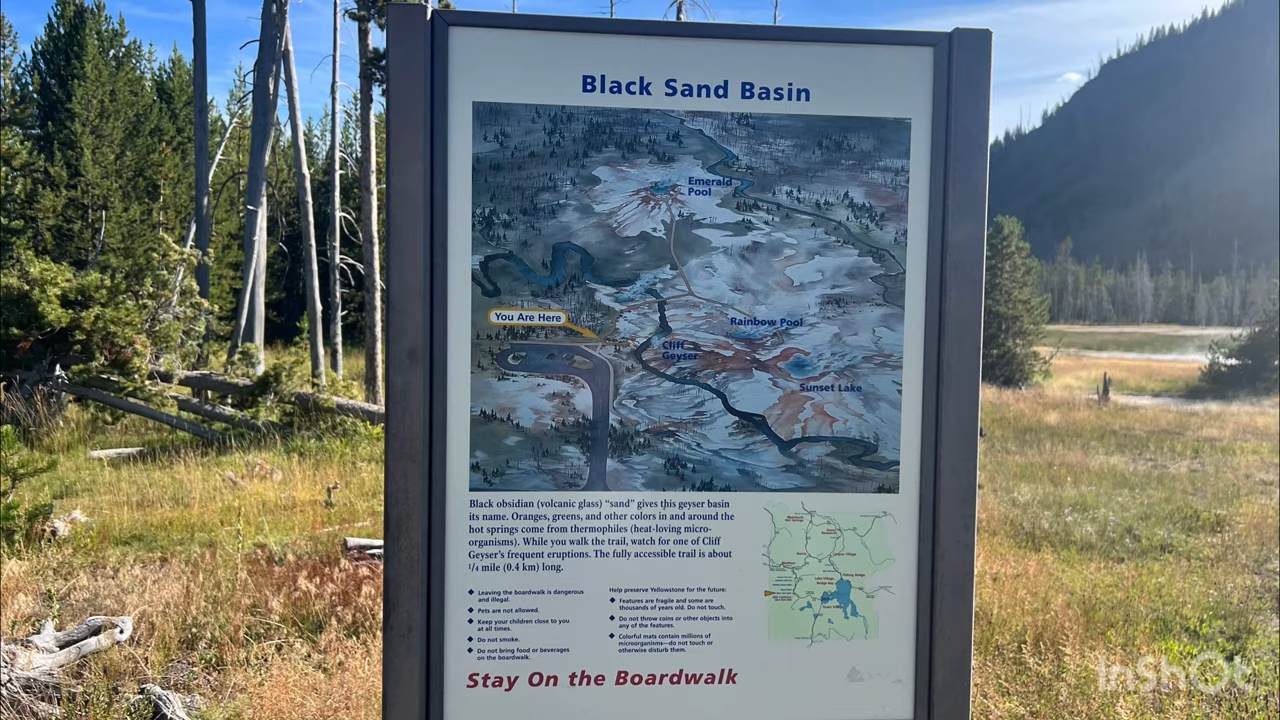 Black Sand Basin
Emerald
Pool
You Are Here
Rainbow Pool
Cliff
Geyser
Sunset Lake
Black obsidian (volcanic glass) “sand” gives this geyser basin
its name. Oranges, greens, and other colors in and around the
hot springs come from thermophiles (heat-loving micro-
organisms). While you walk the trail, watch for one of Cliff
Geyser’s frequent eruptions. The fully accessible trail is about
1/4 mile (0.4 km) long.
◆ Leaving the boardwalk is dangerous
and illegal.
◆ Pets are not allowed.
◆ Keep your children close to you
at all times.
◆ Do not smoke.
◆ Do not bring food or beverages
on the boardwalk.
Help preserve Yellowstone for the future:
◆ Features are fragile and some are
thousands of years old. Do not touch.
◆ Do not throw coins or other objects into
any of the features.
◆ Colorful mats contain millions of
microorganisms—do not touch or
otherwise disturb them.
Stay On the Boardwalk
InShOt